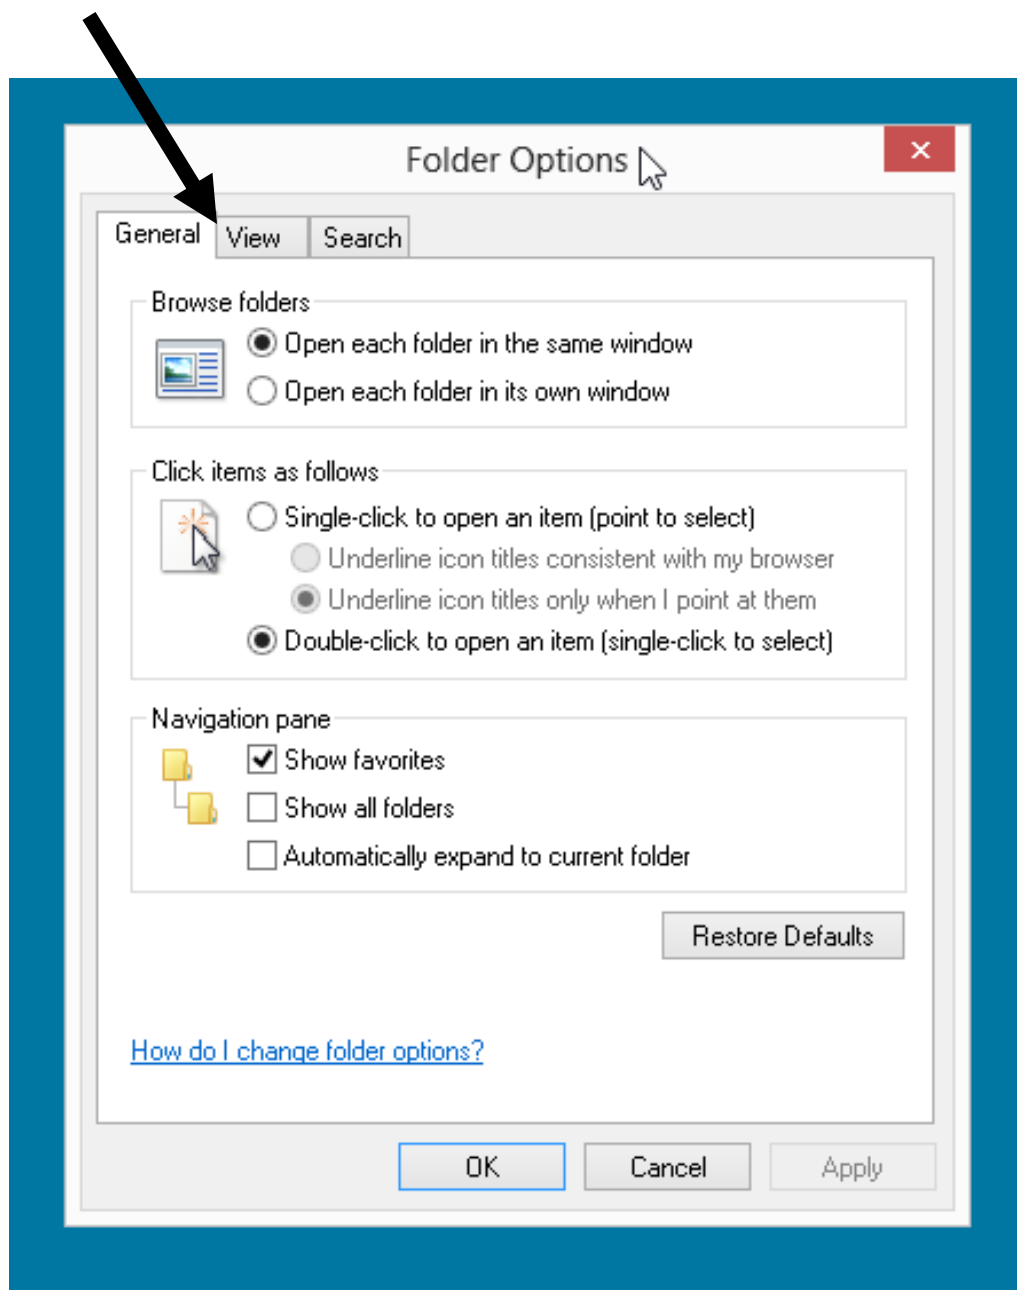 Folder Options
General View Search
Browse folders
Open each folder in the same window
Open each folder in its own window
Click items as follows
Single-click to open an item (point to select)
Underline icon titles consistent with my browser
Underline icon titles only when I point at them
Double-click to open an item (single-click to select)
Navigation pane
Show favorites
Show all folders
Automatically expand to current folder
Restore Defaults
How do I change folder options?
OK Cancel Apply